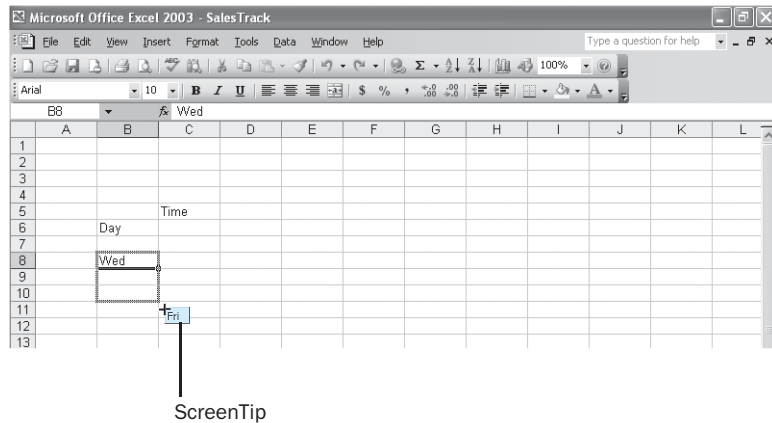 Microsoft Office Excel 2003 - SalesTrack
File Edit View Insert Format Tools Data Window Help Type a question for help
100%
Arial 10 B I U $ % ,
B8 fx Wed
A B C D E F G H I J K L
1
2
3
4
5 Time
6 Day
7
8 Wed
9
10
11 Fri
12
13
ScreenTip